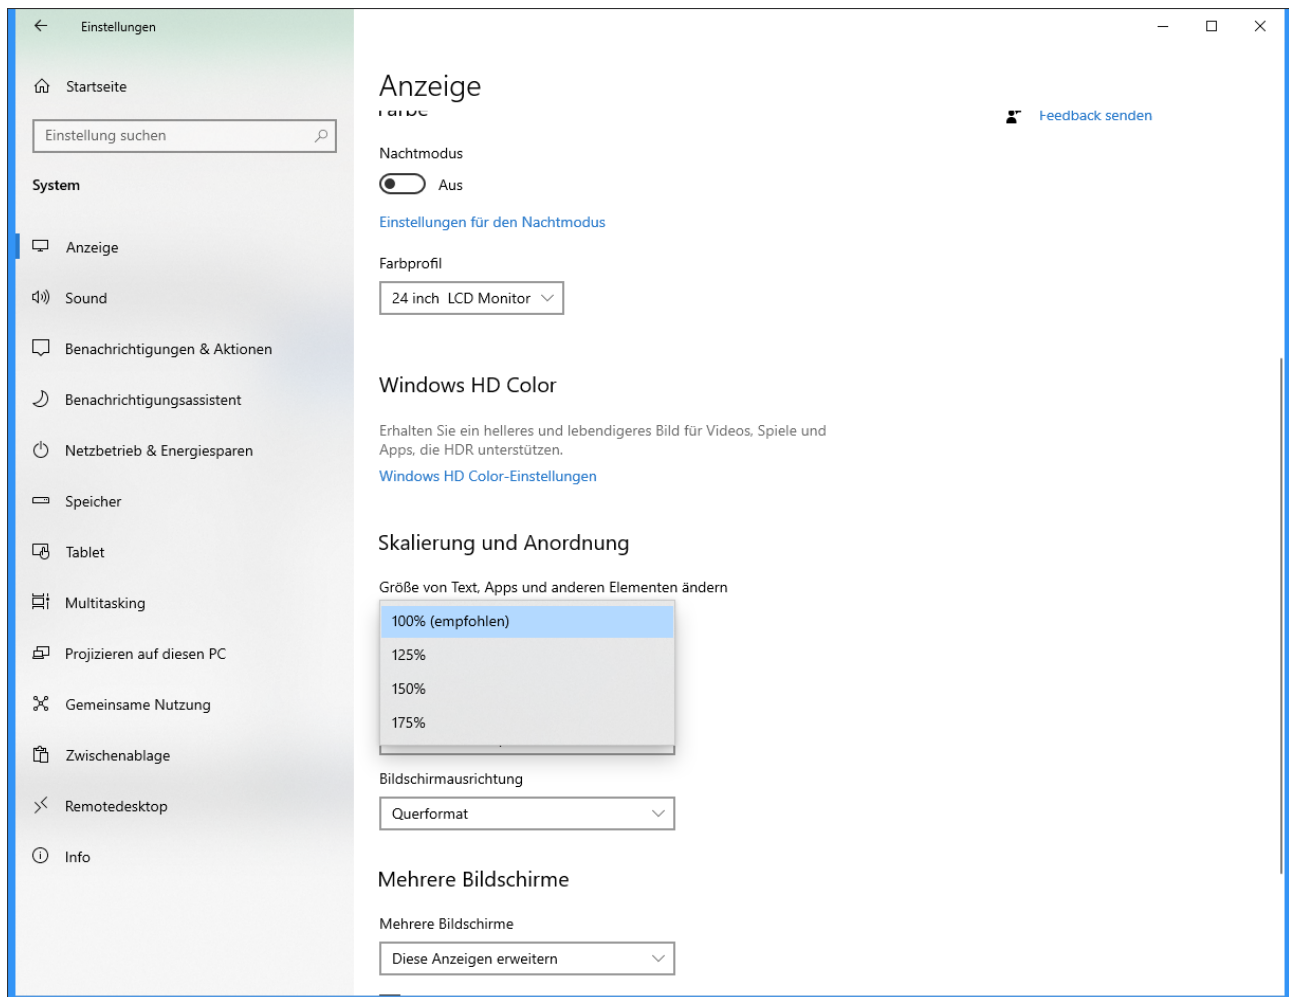 Einstellungen
Startseite
Einstellung suchen
System
Anzeige
Sound
Benachrichtigungen & Aktionen
Benachrichtigungsassistent
Netzbetrieb & Energiesparen
Speicher
Tablet
Multitasking
Projizieren auf diesen PC
Gemeinsame Nutzung
Zwischenablage
Remotedesktop
Info
Anzeige
Farbe
Feedback senden
Nachtmodus
Aus
Einstellungen für den Nachtmodus
Farbprofil
24 inch LCD Monitor
Windows HD Color
Erhalten Sie ein helleres und lebendigeres Bild für Videos, Spiele und
Apps, die HDR unterstützen.
Windows HD Color-Einstellungen
Skalierung und Anordnung
Größe von Text, Apps und anderen Elementen ändern
100% (empfohlen)
125%
150%
175%
Bildschirmausrichtung
Querformat
Mehrere Bildschirme
Mehrere Bildschirme
Diese Anzeigen erweitern